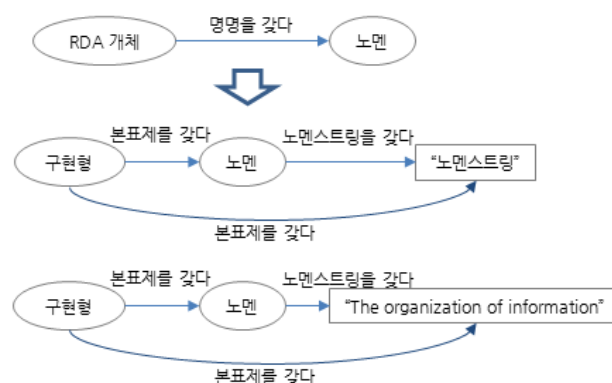 명명을 갖다
RDA 개체
노멘
본표제를 갖다
노멘스트링을 갖다
구현형
노멘
“노멘스트링”
본표제를 갖다
본표제를 갖다
노멘스트링을 갖다
구현형
노멘
“The organization of information”
본표제를 갖다